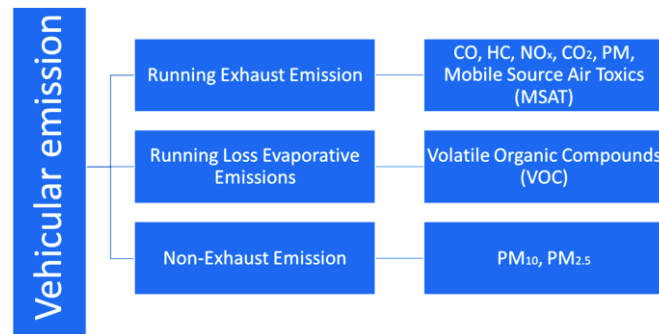 Vehicular emission
Running Exhaust Emission
CO, HC, NOₓ, CO₂, PM,
Mobile Source Air Toxics
(MSAT)
Running Loss Evaporative
Emissions
Volatile Organic Compounds
(VOC)
Non-Exhaust Emission
PM₁₀, PM₂.₅